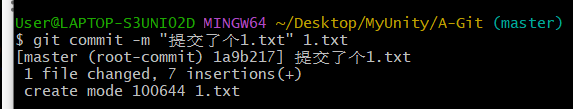 User@LAPTOP-S3UNIO2D MINGW64 ~/Desktop/MyUnity/A-Git (master)
$ git commit -m "提交了个1.txt" 1.txt
[master (root-commit) 1a9b217] 提交了个1.txt
 1 file changed, 7 insertions(+)
 create mode 100644 1.txt